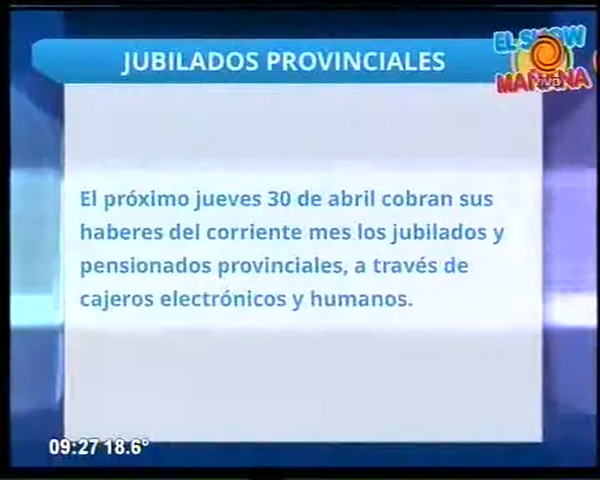 JUBILADOS PROVINCIALES
EL SHOW
MAÑANA
VIVO
El próximo jueves 30 de abril cobran sus
haberes del corriente mes los jubilados y
pensionados provinciales, a través de
cajeros electrónicos y humanos.
09:27 18.6°